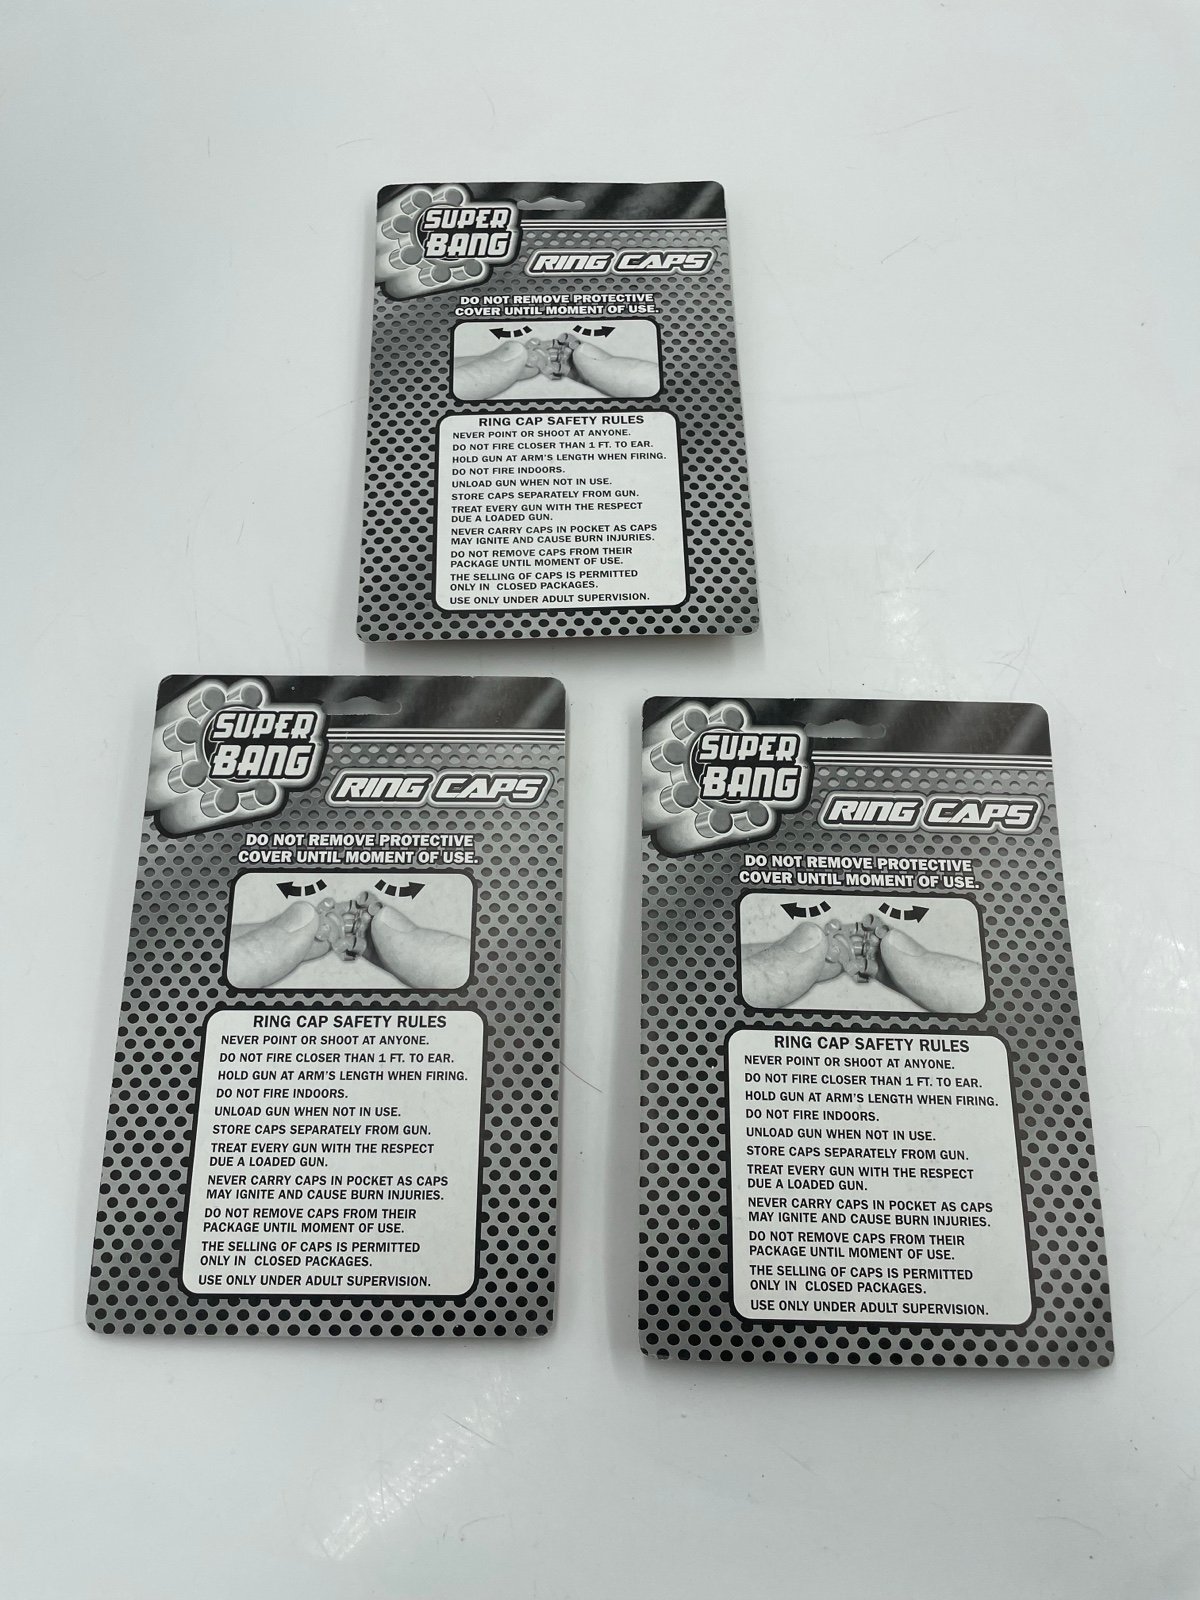 SUPER
BANG
RING CAPS
DO NOT REMOVE PROTECTIVE
COVER UNTIL MOMENT OF USE.
RING CAP SAFETY RULES
NEVER POINT OR SHOOT AT ANYONE.
DO NOT FIRE CLOSER THAN 1 FT. TO EAR.
HOLD GUN AT ARM'S LENGTH WHEN FIRING.
DO NOT FIRE INDOORS.
UNLOAD GUN WHEN NOT IN USE.
STORE CAPS SEPARATELY FROM GUN.
TREAT EVERY GUN WITH THE RESPECT
DUE A LOADED GUN.
NEVER CARRY CAPS IN POCKET AS CAPS
MAY IGNITE AND CAUSE BURN INJURIES.
DO NOT REMOVE CAPS FROM THEIR
PACKAGE UNTIL MOMENT OF USE.
THE SELLING OF CAPS IS PERMITTED
ONLY IN CLOSED PACKAGES.
USE ONLY UNDER ADULT SUPERVISION.
SUPER
BANG
RING CAPS
DO NOT REMOVE PROTECTIVE
COVER UNTIL MOMENT OF USE.
RING CAP SAFETY RULES
NEVER POINT OR SHOOT AT ANYONE.
DO NOT FIRE CLOSER THAN 1 FT. TO EAR.
HOLD GUN AT ARM'S LENGTH WHEN FIRING.
DO NOT FIRE INDOORS.
UNLOAD GUN WHEN NOT IN USE.
STORE CAPS SEPARATELY FROM GUN.
TREAT EVERY GUN WITH THE RESPECT
DUE A LOADED GUN.
NEVER CARRY CAPS IN POCKET AS CAPS
MAY IGNITE AND CAUSE BURN INJURIES.
DO NOT REMOVE CAPS FROM THEIR
PACKAGE UNTIL MOMENT OF USE.
THE SELLING OF CAPS IS PERMITTED
ONLY IN CLOSED PACKAGES.
USE ONLY UNDER ADULT SUPERVISION.
SUPER
BANG
RING CAPS
DO NOT REMOVE PROTECTIVE
COVER UNTIL MOMENT OF USE.
RING CAP SAFETY RULES
NEVER POINT OR SHOOT AT ANYONE.
DO NOT FIRE CLOSER THAN 1 FT. TO EAR.
HOLD GUN AT ARM'S LENGTH WHEN FIRING.
DO NOT FIRE INDOORS.
UNLOAD GUN WHEN NOT IN USE.
STORE CAPS SEPARATELY FROM GUN.
TREAT EVERY GUN WITH THE RESPECT
DUE A LOADED GUN.
NEVER CARRY CAPS IN POCKET AS CAPS
MAY IGNITE AND CAUSE BURN INJURIES.
DO NOT REMOVE CAPS FROM THEIR
PACKAGE UNTIL MOMENT OF USE.
THE SELLING OF CAPS IS PERMITTED
ONLY IN CLOSED PACKAGES.
USE ONLY UNDER ADULT SUPERVISION.